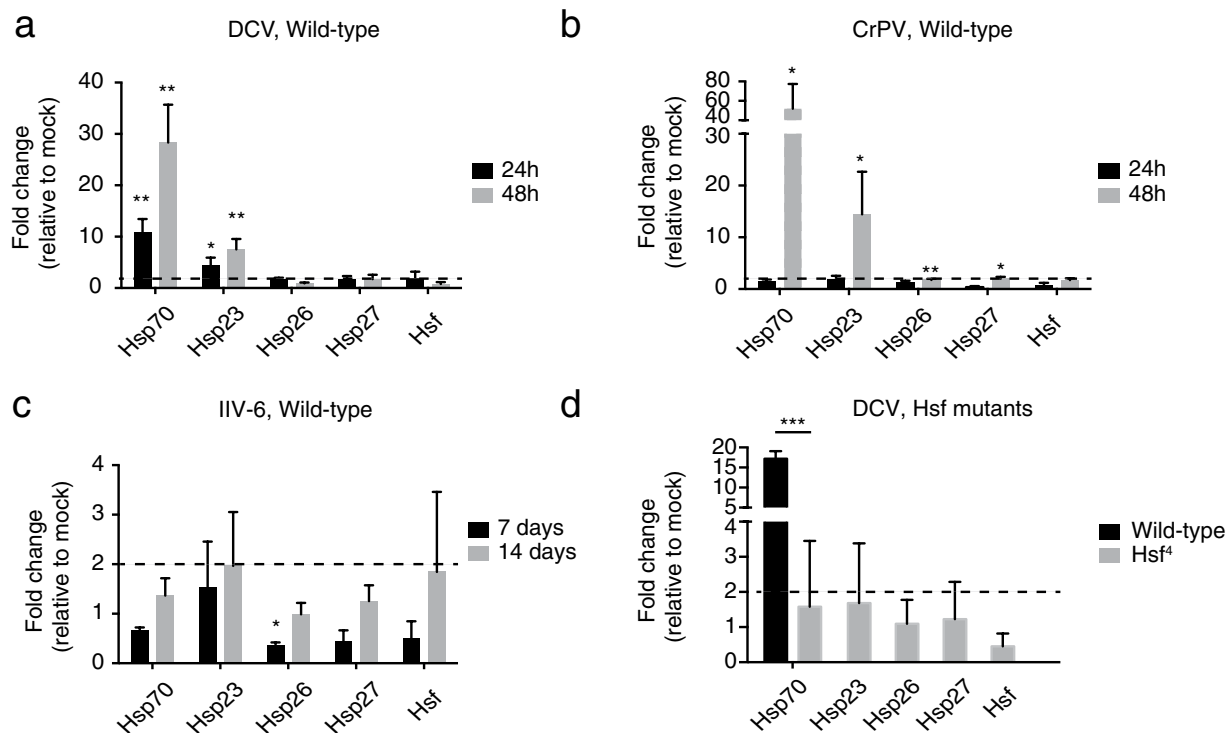 a
DCV, Wild-type
Fold change
(relative to mock)
40
30
20
10
0
**
**
*
**
Hsp70
Hsp23
Hsp26
Hsp27
Hsf
24h
48h
b
CrPV, Wild-type
Fold change
(relative to mock)
80
60
40
30
20
10
0
*
*
**
*
Hsp70
Hsp23
Hsp26
Hsp27
Hsf
24h
48h
c
IIV-6, Wild-type
Fold change
(relative to mock)
4
3
2
1
0
*
Hsp70
Hsp23
Hsp26
Hsp27
Hsf
7 days
14 days
d
DCV, Hsf mutants
Fold change
(relative to mock)
20
15
10
5
4
3
2
1
0
***
Hsp70
Hsp23
Hsp26
Hsp27
Hsf
Wild-type
Hsf⁴